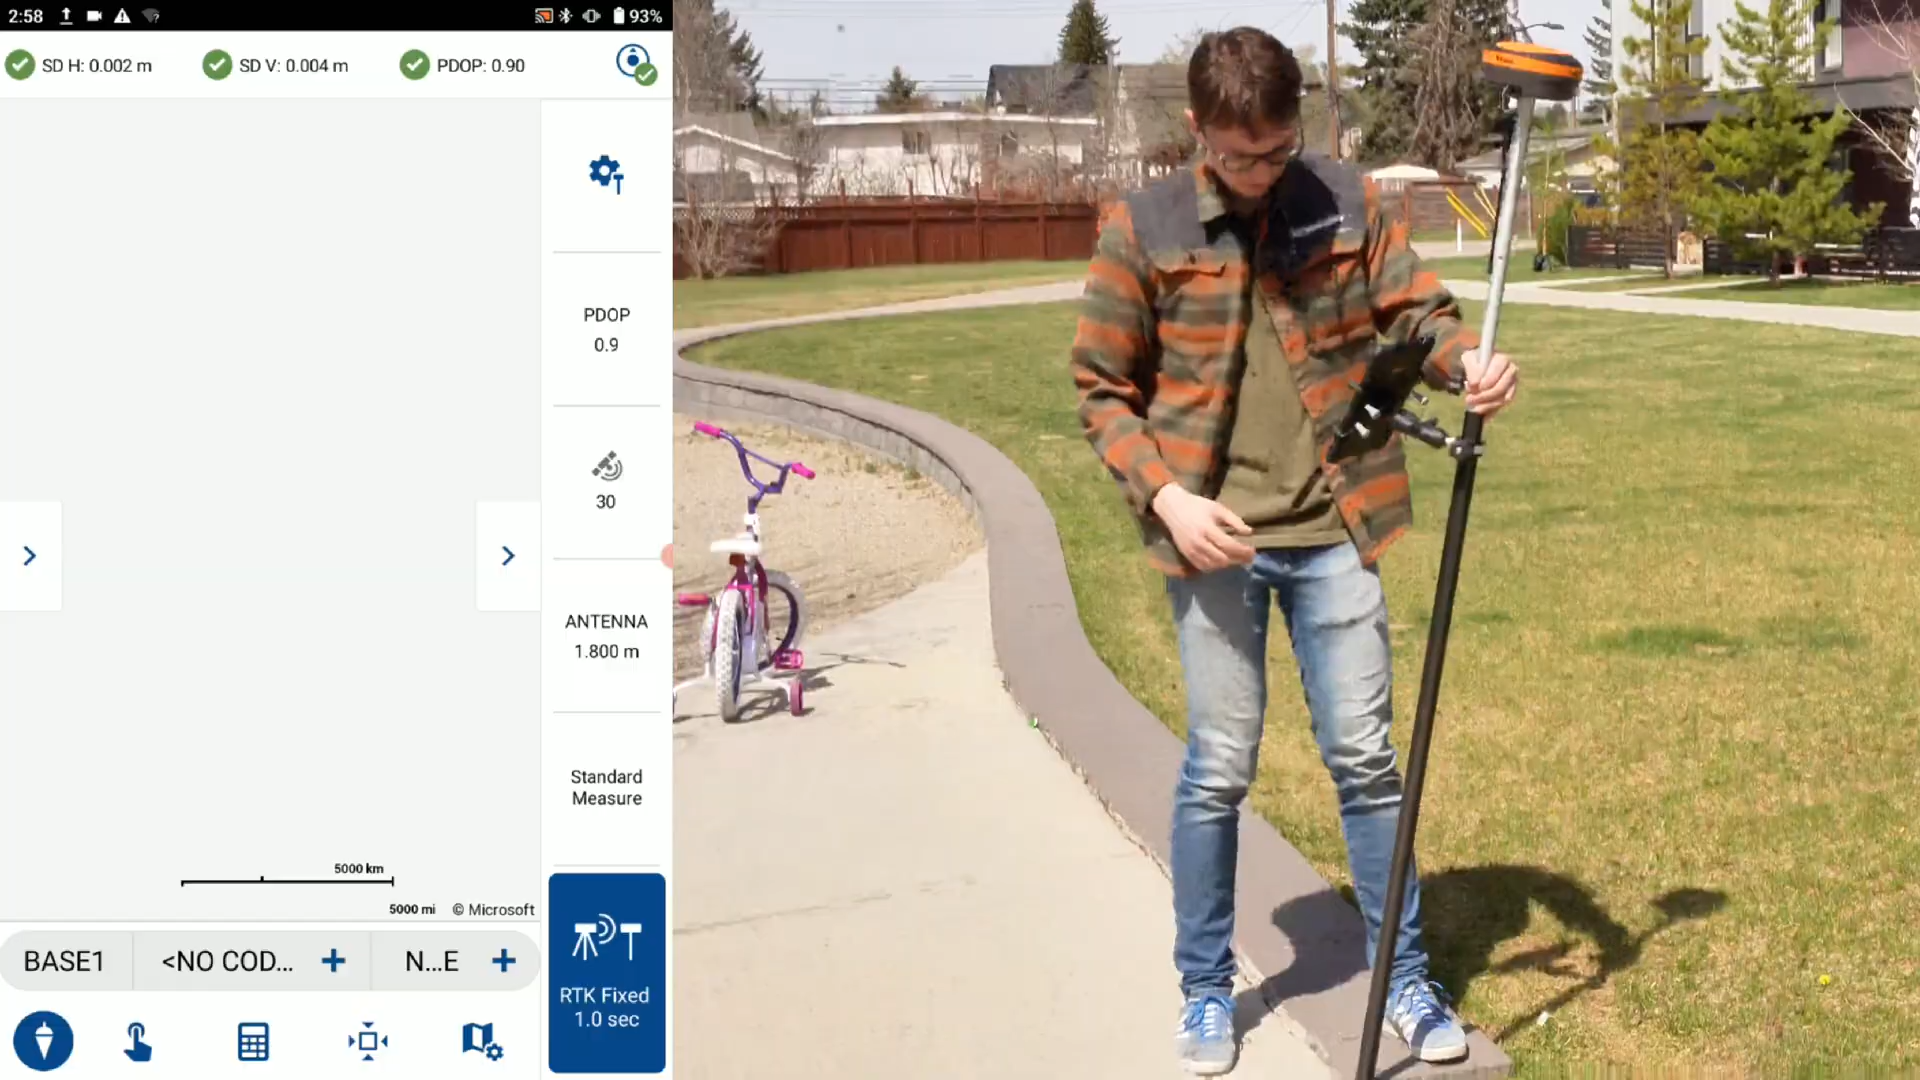 2:58
93%
SD H: 0.002 m
SD V: 0.004 m
PDOP: 0.90
PDOP
0.9
30
ANTENNA
1.800 m
Standard
Measure
5000 km
5000 mi
© Microsoft
BASE1
<NO COD...
N...E
RTK Fixed
1.0 sec